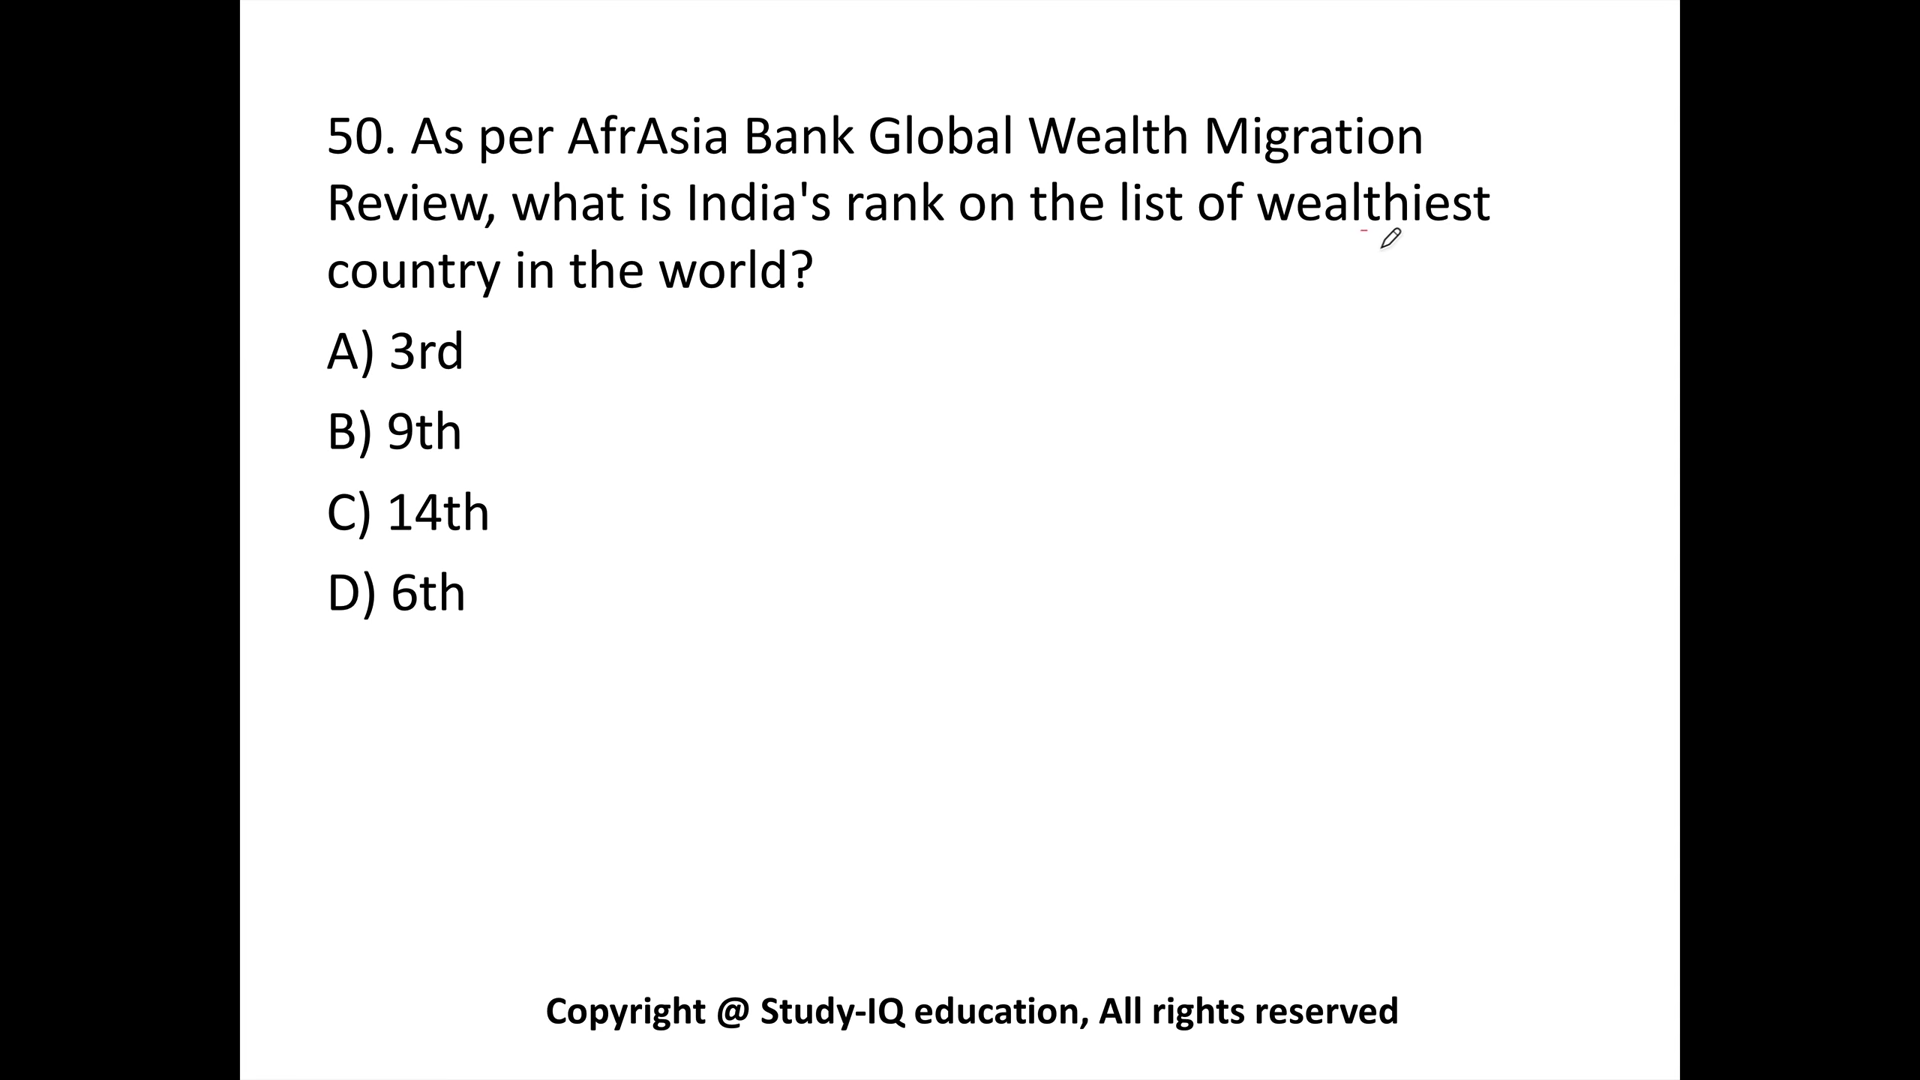 50. As per AfrAsia Bank Global Wealth Migration
Review, what is India's rank on the list of wealthiest
country in the world?
A) 3rd
B) 9th
C) 14th
D) 6th
Copyright @ Study-IQ education, All rights reserved